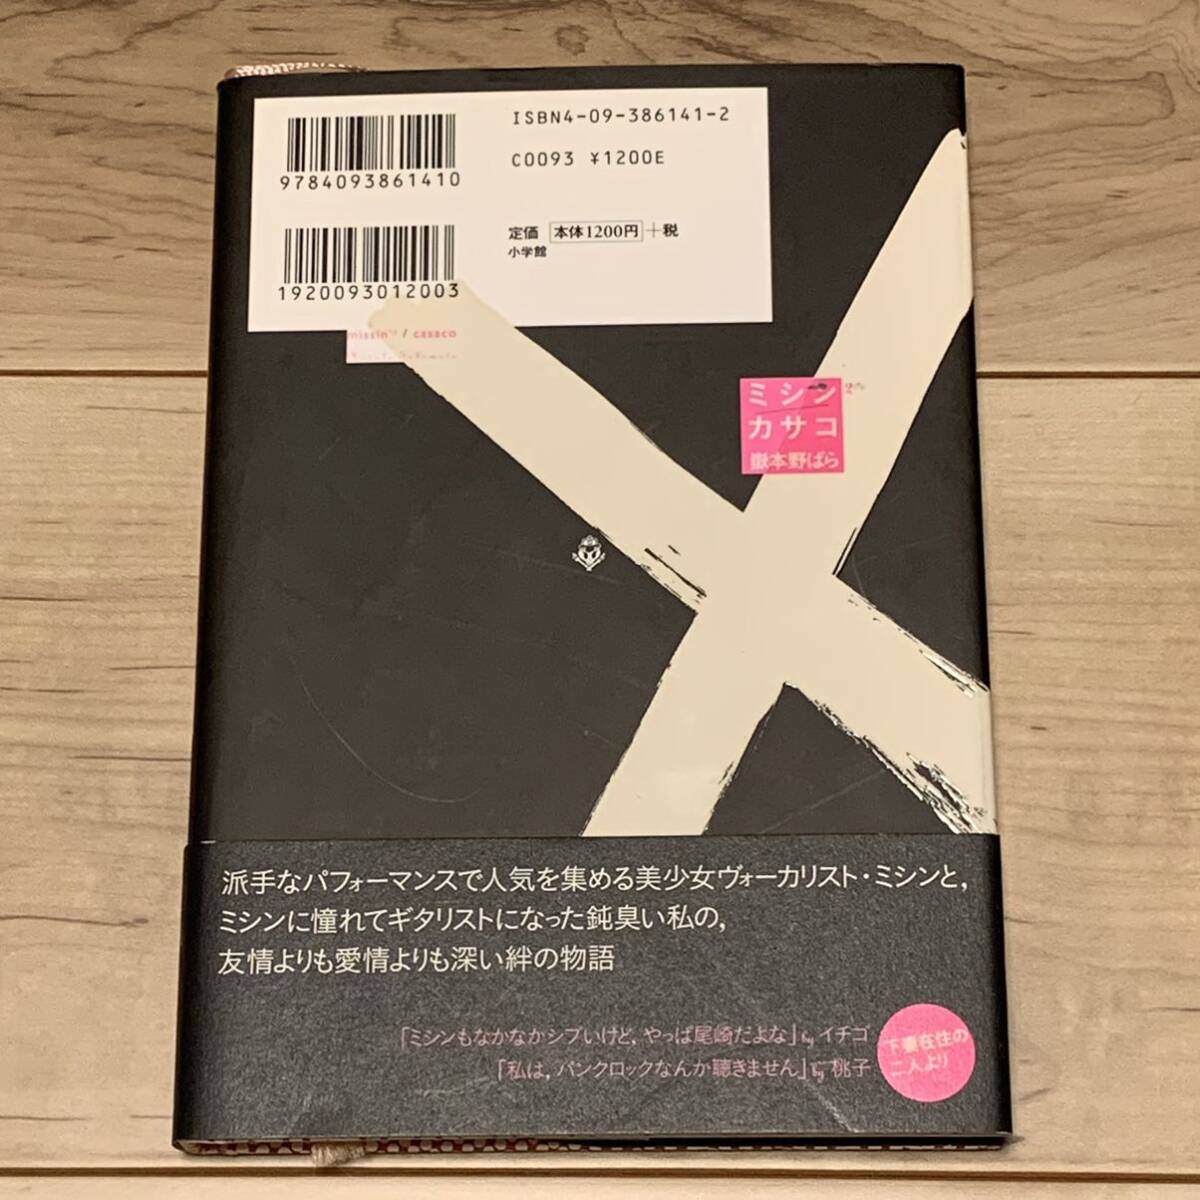 ISBN4-09-386141-2
C0093 ¥1200E
9784093861410
定価 本体1200円 +税
小学館
1920093012003
missin' / casaco
ミシン
カサコ
嶽本野ばら
派手なパフォーマンスで人気を集める美少女ヴォーカリスト・ミシンと,
ミシンに憧れてギタリストになった鈍臭い私の,
友情よりも愛情よりも深い絆の物語
「ミシンもなかなかシブいけど, やっぱ尾崎だよな」by イチゴ
「私は, パンクロックなんか聴きません」by 桃子
下妻在住の
二人より